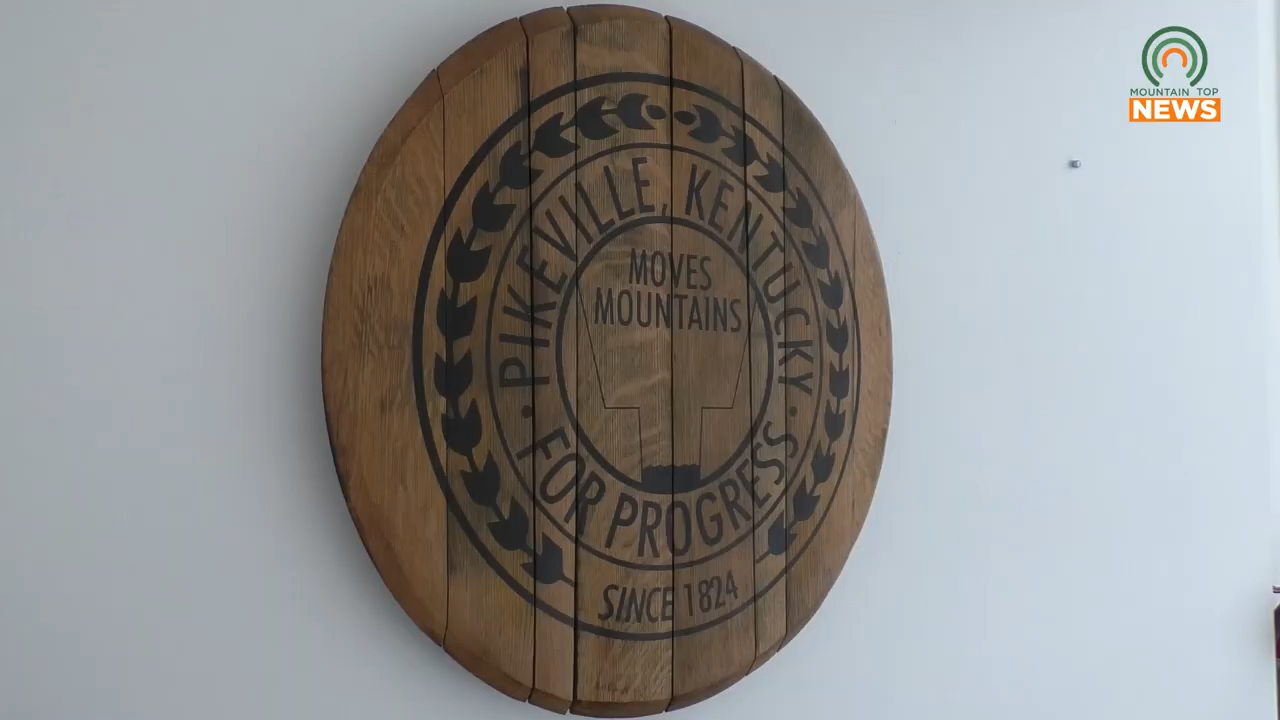 MOUNTAIN TOP
NEWS
· PIKEVILLE, KENTUCKY ·
MOVES
MOUNTAINS
FOR PROGRESS
SINCE 1824